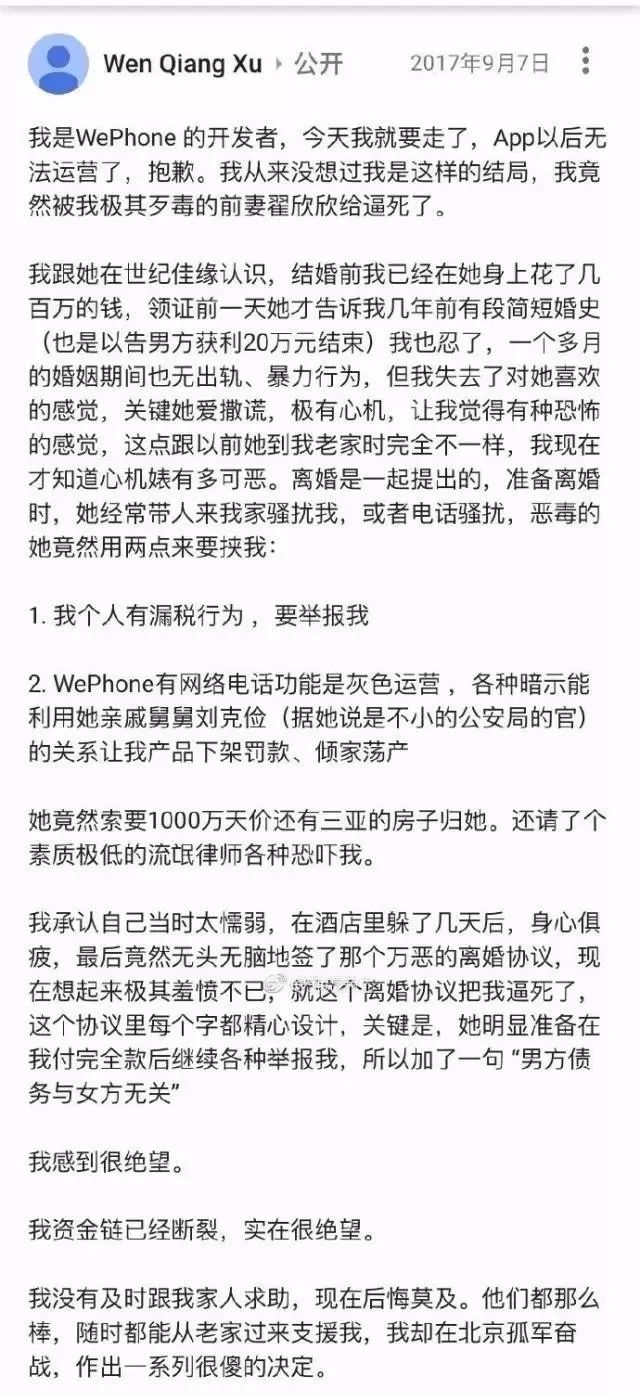 Wen Qiang Xu ▸ 公开 2017年9月7日
我是WePhone 的开发者，今天我就要走了，App以后无
法运营了，抱歉。我从来没想过我是这样的结局，我竟
然被我极其歹毒的前妻翟欣欣给逼死了。
我跟她在世纪佳缘认识，结婚前我已经在她身上花了几
百万的钱，领证前一天她才告诉我几年前有段简短婚史
（也是以告男方获利20万元结束）我也忍了，一个多月
的婚姻期间也无出轨、暴力行为，但我失去了对她喜欢
的感觉，关键她爱撒谎，极有心机，让我觉得有种恐怖
的感觉，这点跟以前她到我老家时完全不一样，我现在
才知道心机婊有多可恶。离婚是一起提出的，准备离婚
时，她经常带人来我家骚扰我，或者电话骚扰，恶毒的
她竟然用两点来要挟我：
1. 我个人有漏税行为 ，要举报我
2. WePhone有网络电话功能是灰色运营 ，各种暗示能
利用她亲戚舅舅刘克俭（据她说是不小的公安局的官）
的关系让我产品下架罚款、倾家荡产
她竟然索要1000万天价还有三亚的房子归她。还请了个
素质极低的流氓律师各种恐吓我。
我承认自己当时太懦弱，在酒店里躲了几天后，身心俱
疲，最后竟然无头无脑地签了那个万恶的离婚协议，现
在想起来极其羞愤不已，就这个离婚协议把我逼死了，
这个协议里每个字都精心设计，关键是，她明显准备在
我付完全款后继续各种举报我，所以加了一句 “男方债
务与女方无关”
我感到很绝望。
我资金链已经断裂，实在很绝望。
我没有及时跟我家人求助，现在后悔莫及。他们都那么
棒，随时都能从老家过来支援我，我却在北京孤军奋
战，作出一系列很傻的决定。